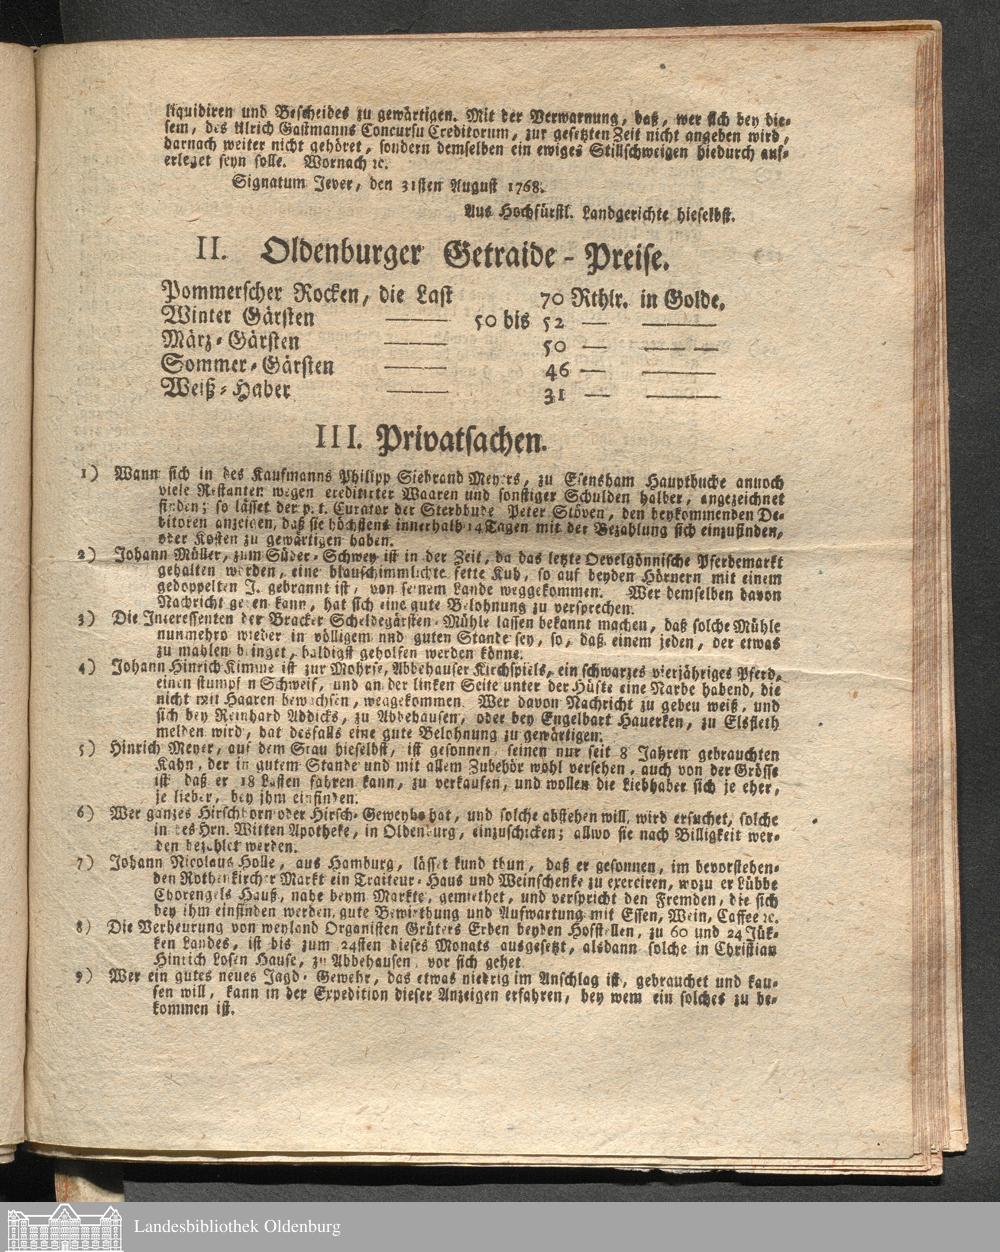 liquidiren und Bescheides zu gewärtigen. Mit der Verwarnung, daß, wer sich bey die-
sem, des Ulrich Gastmanns Concursu Creditorum, zur gesetzten Zeit nicht angeben wird,
darnach weiter nicht gehöret, sondern demselben ein ewiges Stillschweigen hiedurch auf-
erleget seyn solle. Wornach ꝛc.
Signatum Jever, den 31sten August 1768.
Aus Hochfürstl. Landgerichte hieselbst.
II. Oldenburger Getraide-Preise.
Pommerscher Rocken, die Last 70 Rthlr. in Golde.
Winter Gärsten —— 50 bis 52 — ——
März-Gärsten —— 50 — ——
Sommer-Gärsten —— 46 — ——
Weiß-Haber —— 31 — ——
III. Privatsachen.
1) Wann sich in des Kaufmanns Philipp Siebrand Meyers, zu Esensham Hauptbuche annoch
viele Restanten wegen creditirter Waaren und sonstiger Schulden halber, angezeichnet
finden; so lässet der p. t. Curator der Sterbbude Peter Stöven, den beykommenden De-
bitoren anzeigen, daß sie höchstens innerhalb 14 Tagen mit der Bezahlung sich einzufinden,
oder Kosten zu gewärtigen haben.
2) Johann Müller, zum Süder-Schwey ist in der Zeit, da das letzte Oevelgönnische Pferdemarkt
gehalten worden, eine blauschimmlichte fette Kuh, so auf beyden Hörnern mit einem
gedoppelten J. gebrannt ist, von seinem Lande weggekommen. Wer demselben davon
Nachricht geben kann, hat sich eine gute Belohnung zu versprechen.
3) Die Interessenten der Bracker Scheldegärsten-Mühle lassen bekannt machen, daß solche Mühle
nunmehro wieder in völligem und guten Stande sey, so, daß einem jeden, der etwas
zu mahlen bringet, baldigst geholfen werden könne.
4) Johann Hinrich Kimme ist zur Mohrse, Abbehauser Kirchspiels, ein schwarzes vierjähriges Pferd,
einen stumpfen Schweif, und an der linken Seite unter der Hüfte eine Narbe habend, die
nicht mit Haaren bewachsen, weggekommen. Wer davon Nachricht zu geben weiß, und
sich bey Reinhard Addicks, zu Abbehausen, oder bey Engelbart Hauerken, zu Elsfleth
melden wird, hat desfalls eine gute Belohnung zu gewärtigen.
5) Hinrich Meyer, auf dem Stau hieselbst, ist gesonnen, seinen nur seit 8 Jahren gebrauchten
Kahn, der in gutem Stande und mit allem Zubehör wohl versehen, auch von der Grösse
ist daß er 18 Lasten fahren kann, zu verkaufen, und wollen die Liebhaber sich je eher,
je lieber, bey ihm einfinden.
6) Wer ganzes Hirschhorn oder Hirsch-Geweyhe hat, und solche abstehen will, wird ersuchet, solche
in des Hrn. Witten Apotheke, in Oldenburg, einzuschicken; allwo sie nach Billigkeit wer-
den bezahlet werden.
7) Johann Nicolaus Holle, aus Hamburg, lässet kund thun, daß er gesonnen, im bevorstehen-
den Rothenkircher Markt ein Traiteur-Haus und Weinschenke zu exerciren, wozu er Lübbe
Chorengels Hauß, nahe beym Markte, gemiethet, und verspricht den Fremden, die sich
bey ihm einfinden werden, gute Bewirthung und Aufwartung mit Essen, Wein, Caffee ꝛc.
8) Die Verheurung von weyland Organisten Grüters Erben beyden Hofstellen, zu 60 und 24 Jük-
ken Landes, ist bis zum 24sten dieses Monats ausgesetzt, alsdann solche in Christian
Hinrich Losen Hause, zu Abbehausen, vor sich gehet.
9) Wer ein gutes neues Jagd-Gewehr, das etwas niedrig im Anschlag ist, gebrauchet und kau-
fen will, kann in der Expedition dieser Anzeigen erfahren, bey wem ein solches zu be-
kommen ist.
Landesbibliothek Oldenburg